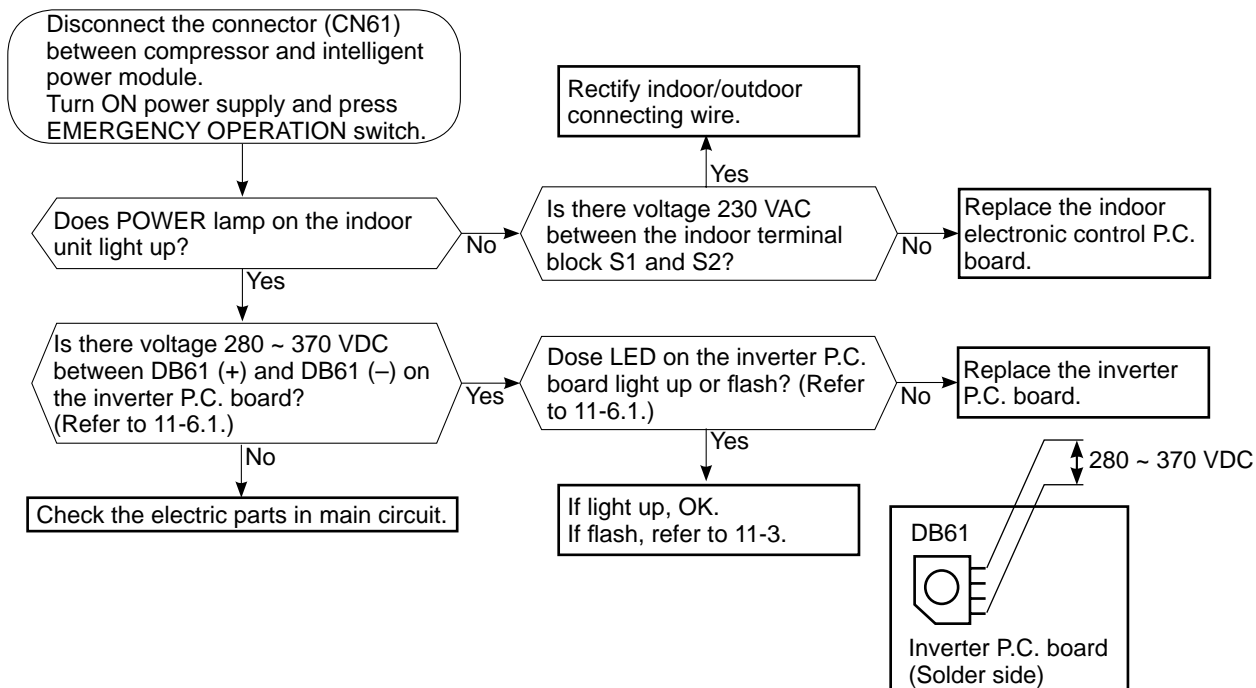 Disconnect the connector (CN61)
between compressor and intelligent
power module.
Turn ON power supply and press
EMERGENCY OPERATION switch.
Rectify indoor/outdoor
connecting wire.
Yes
Does POWER lamp on the indoor
unit light up?
No
Is there voltage 230 VAC
between the indoor terminal
block S1 and S2?
No
Replace the indoor
electronic control P.C.
board.
Yes
Is there voltage 280 ~ 370 VDC
between DB61 (+) and DB61 (–) on
the inverter P.C. board?
(Refer to 11-6.1.)
Yes
Dose LED on the inverter P.C.
board light up or flash? (Refer
to 11-6.1.)
No
Replace the inverter
P.C. board.
No
Check the electric parts in main circuit.
Yes
If light up, OK.
If flash, refer to 11-3.
280 ~ 370 VDC
DB61
Inverter P.C. board
(Solder side)